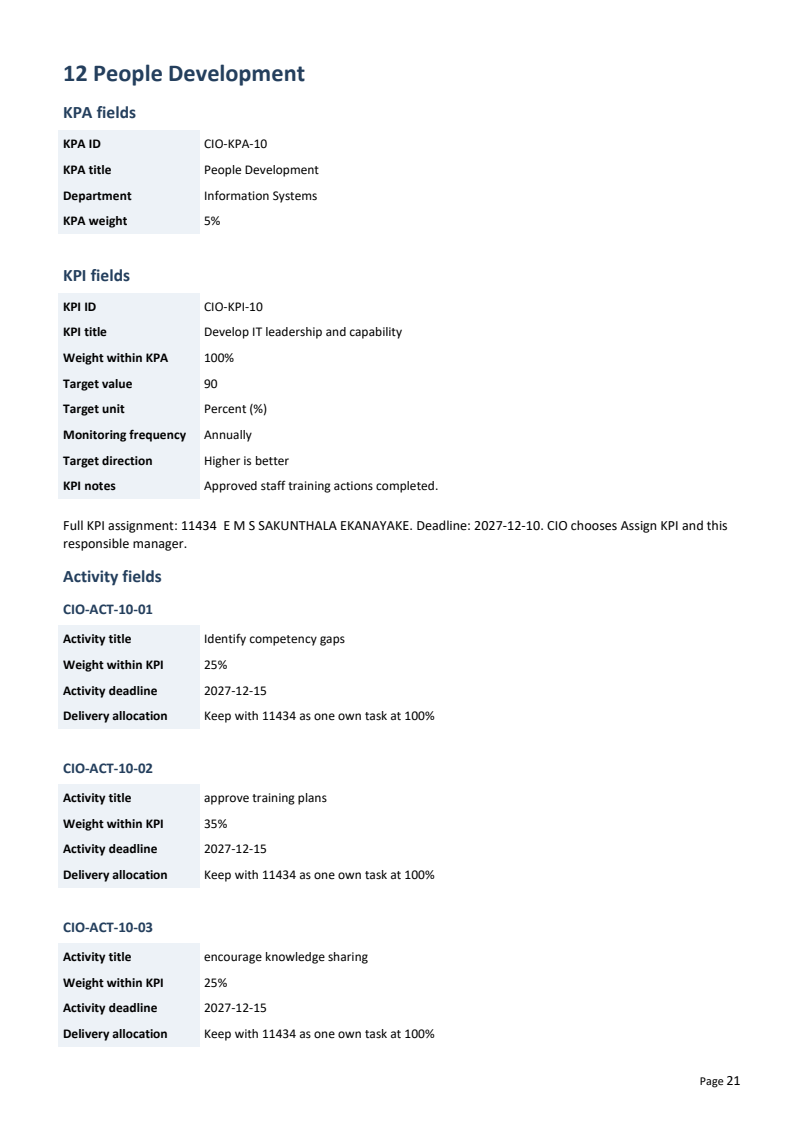 12 People Development
KPA fields
KPA ID CIO-KPA-10
KPA title People Development
Department Information Systems
KPA weight 5%
KPI fields
KPI ID CIO-KPI-10
KPI title Develop IT leadership and capability
Weight within KPA 100%
Target value 90
Target unit Percent (%)
Monitoring frequency Annually
Target direction Higher is better
KPI notes Approved staff training actions completed.
Full KPI assignment: 11434  E M S SAKUNTHALA EKANAYAKE. Deadline: 2027-12-10. CIO chooses Assign KPI and this
responsible manager.
Activity fields
CIO-ACT-10-01
Activity title Identify competency gaps
Weight within KPI 25%
Activity deadline 2027-12-15
Delivery allocation Keep with 11434 as one own task at 100%
CIO-ACT-10-02
Activity title approve training plans
Weight within KPI 35%
Activity deadline 2027-12-15
Delivery allocation Keep with 11434 as one own task at 100%
CIO-ACT-10-03
Activity title encourage knowledge sharing
Weight within KPI 25%
Activity deadline 2027-12-15
Delivery allocation Keep with 11434 as one own task at 100%
Page 21